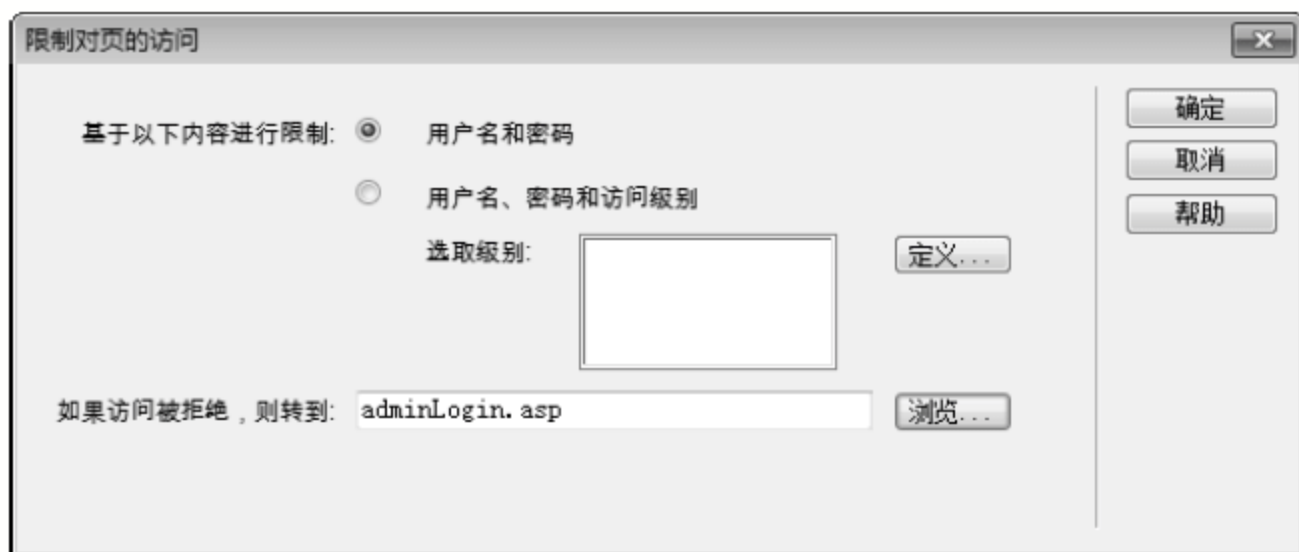 限制对页的访问
基于以下内容进行限制: 用户名和密码
用户名、密码和访问级别
选取级别: 定义...
如果访问被拒绝，则转到: adminLogin.asp 浏览...
确定
取消
帮助